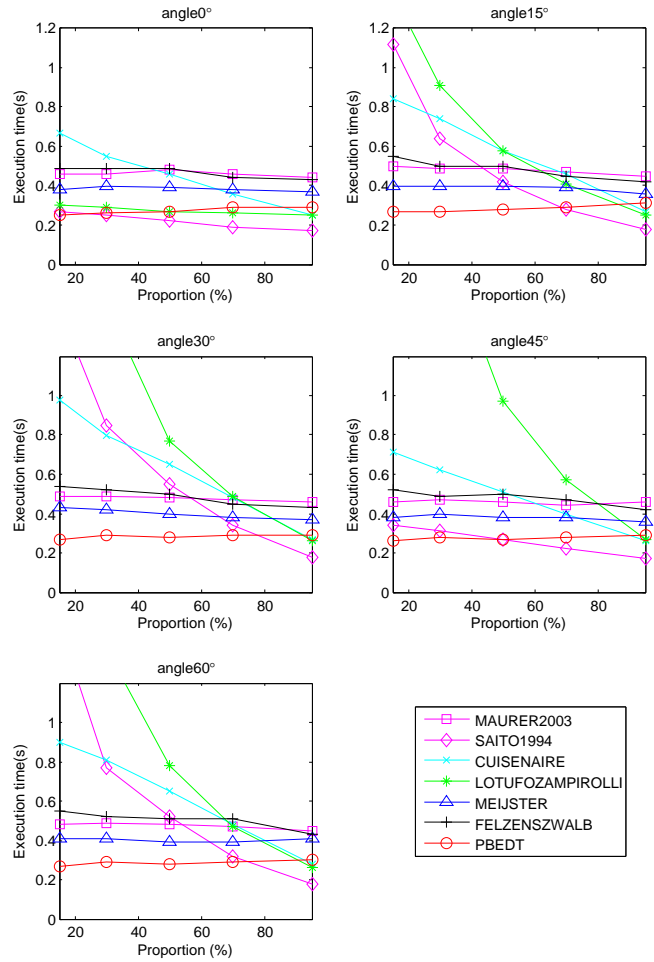 angle0°
angle15°
1.2
1
0.8
0.6
0.4
0.2
0
Execution time(s)
20 40 60 80
Proportion (%)
1.2
1
0.8
0.6
0.4
0.2
0
Execution time(s)
20 40 60 80
Proportion (%)
angle30°
angle45°
1
0.8
0.6
0.4
0.2
0
Execution time(s)
20 40 60 80
Proportion (%)
1
0.8
0.6
0.4
0.2
0
Execution time(s)
20 40 60 80
Proportion (%)
angle60°
1
0.8
0.6
0.4
0.2
0
Execution time(s)
20 40 60 80
Proportion (%)
MAURER2003
SAITO1994
CUISENAIRE
LOTUFOZAMPIROLLI
MEIJSTER
FELZENSZWALB
PBEDT